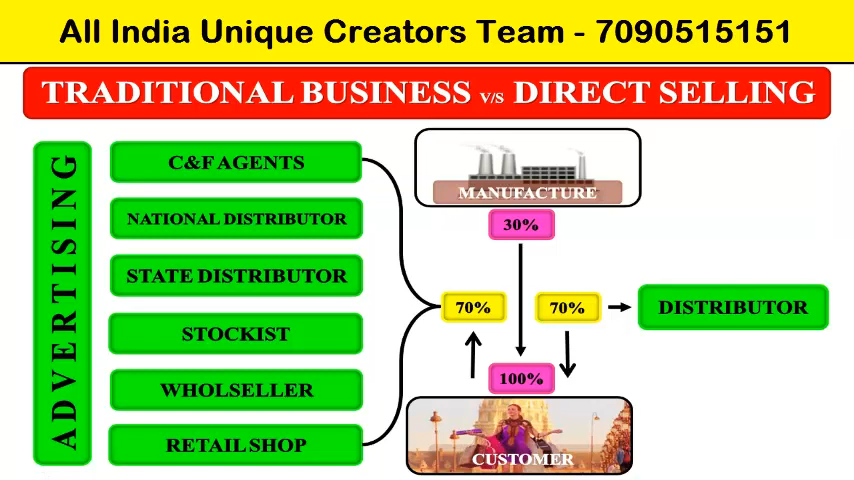 All India Unique Creators Team - 7090515151
TRADITIONAL BUSINESS V/S DIRECT SELLING
ADVERTISING
C&F AGENTS
NATIONAL DISTRIBUTOR
STATE DISTRIBUTOR
STOCKIST
WHOLSELLER
RETAIL SHOP
MANUFACTURE
30%
70%
70%
DISTRIBUTOR
100%
CUSTOMER